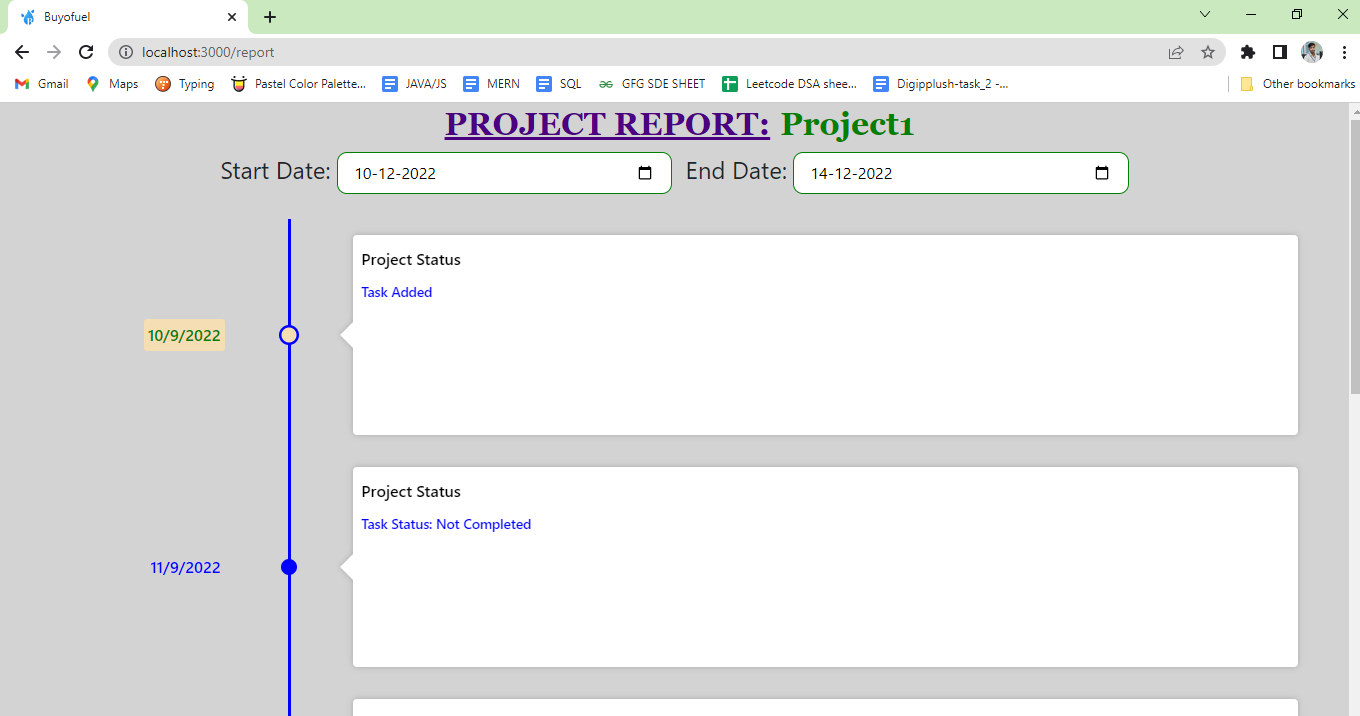 Buyofuel
localhost:3000/report
Gmail Maps Typing Pastel Color Palette... JAVA/JS MERN SQL GFG SDE SHEET Leetcode DSA shee... Digipplush-task_2 -... Other bookmarks
PROJECT REPORT: Project1
Start Date: 10-12-2022 End Date: 14-12-2022
Project Status
Task Added
10/9/2022
Project Status
Task Status: Not Completed
11/9/2022